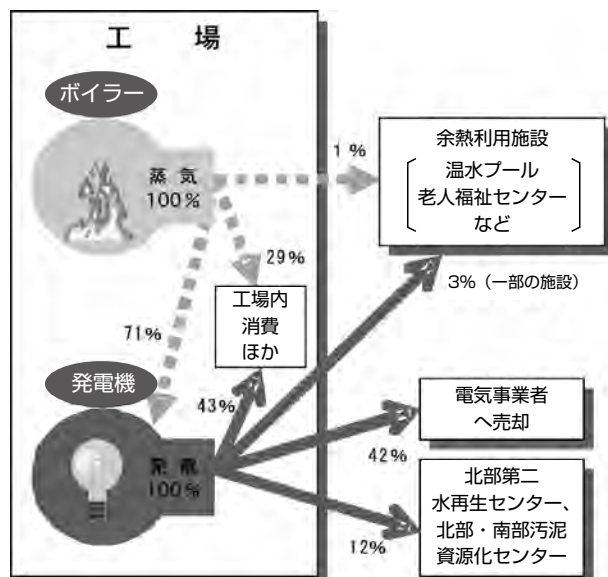 工 場
ボイラー
蒸気
100%
1%
余熱利用施設
温水プール
老人福祉センター
など
29%
3%（一部の施設）
工場内
消費
ほか
71%
発電機
43%
発電
100%
電気事業者
へ売却
42%
北部第二
水再生センター、
北部・南部汚泥
資源化センター
12%